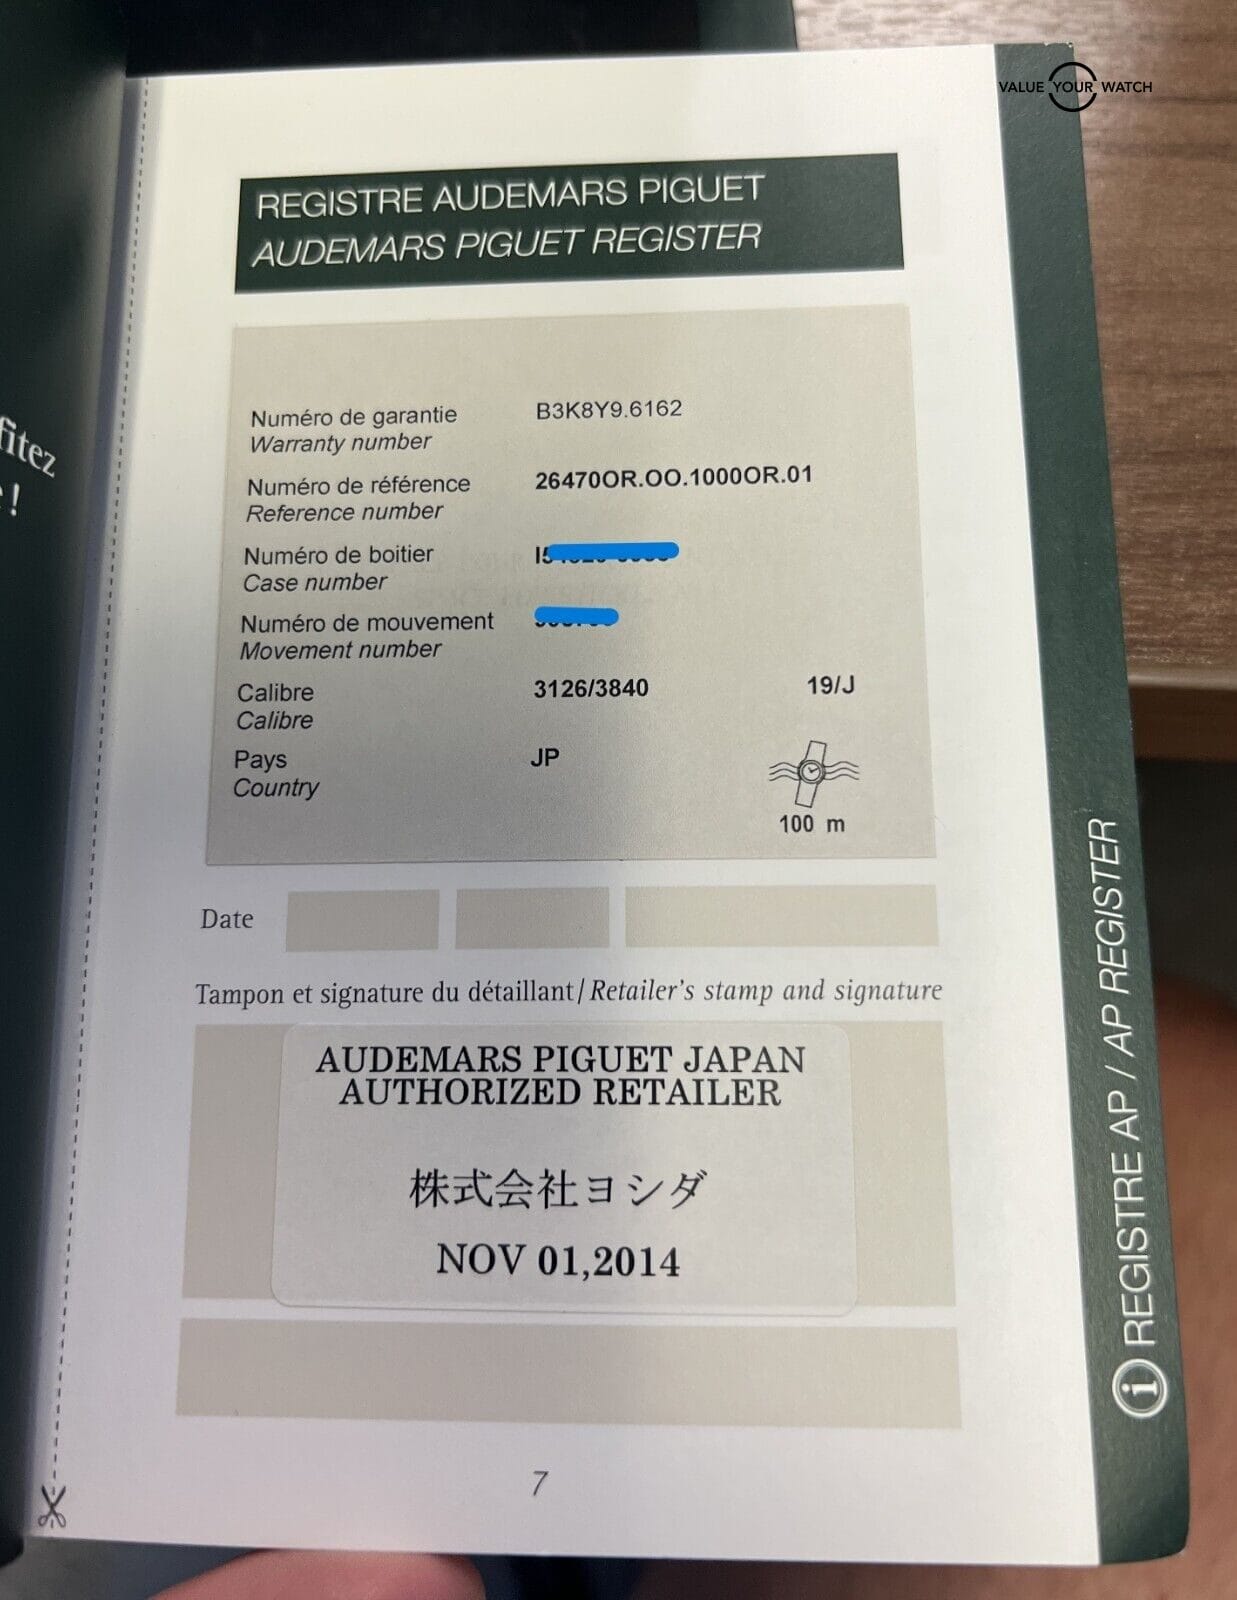 VALUE YOUR WATCH
REGISTRE AUDEMARS PIGUET
AUDEMARS PIGUET REGISTER
fitez
!
Numéro de garantie B3K8Y9.6162
Warranty number
Numéro de référence 26470OR.OO.1000OR.01
Reference number
Numéro de boitier
Case number
Numéro de mouvement
Movement number
Calibre 3126/3840 19/J
Calibre
Pays JP
Country
100 m
Date
Tampon et signature du détaillant / Retailer's stamp and signature
AUDEMARS PIGUET JAPAN
AUTHORIZED RETAILER
株式会社ヨシダ
NOV 01,2014
7
i REGISTRE AP / AP REGISTER